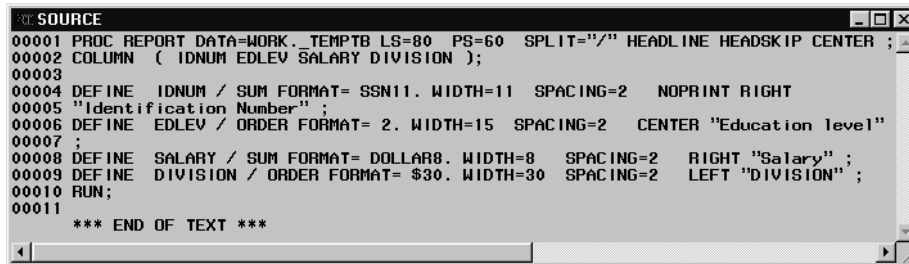 SOURCE
00001 PROC REPORT DATA=WORK._TEMPTB LS=80  PS=60  SPLIT="/" HEADLINE HEADSKIP CENTER ;
00002 COLUMN  ( IDNUM EDLEV SALARY DIVISION );
00003
00004 DEFINE  IDNUM / SUM FORMAT= SSN11. WIDTH=11  SPACING=2   NOPRINT RIGHT
00005 "Identification Number" ;
00006 DEFINE  EDLEV / ORDER FORMAT= 2. WIDTH=15  SPACING=2   CENTER "Education level"
00007 ;
00008 DEFINE  SALARY / SUM FORMAT= DOLLAR8. WIDTH=8   SPACING=2   RIGHT "Salary" ;
00009 DEFINE  DIVISION / ORDER FORMAT= $30. WIDTH=30  SPACING=2   LEFT "DIVISION" ;
00010 RUN;
00011
*** END OF TEXT ***